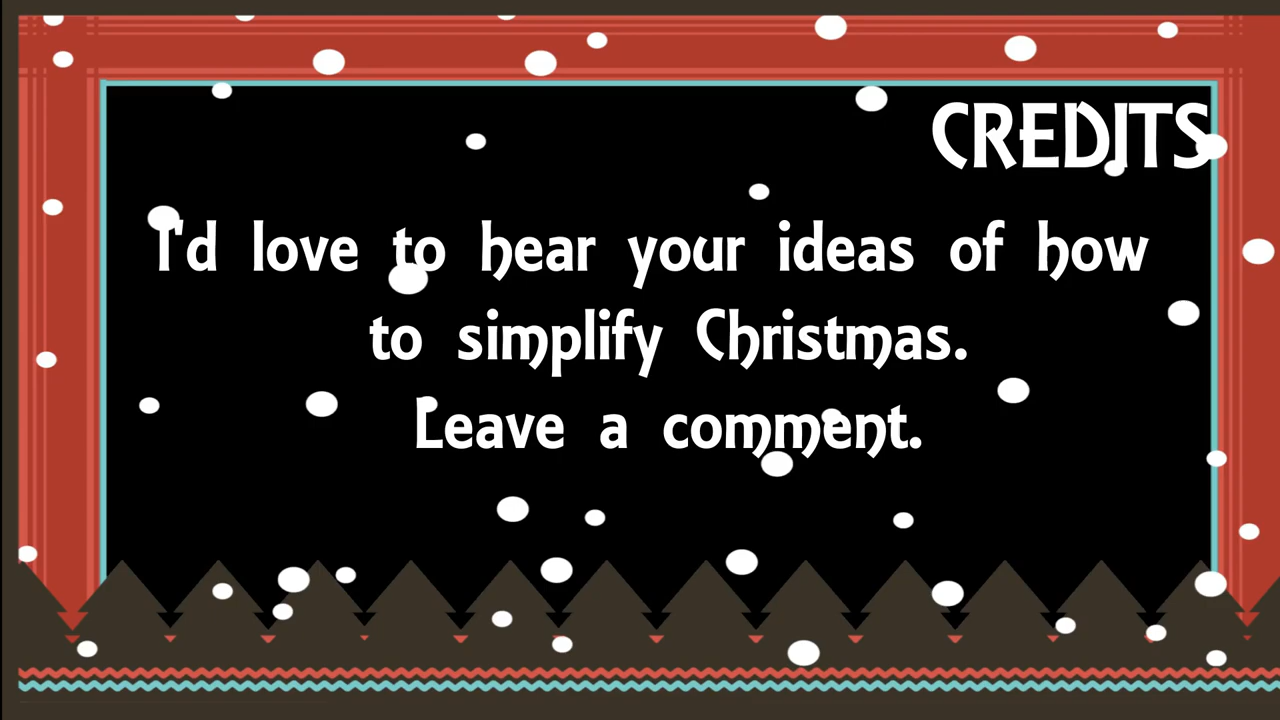 CREDITS
I'd love to hear your ideas of how
to simplify Christmas.
Leave a comment.